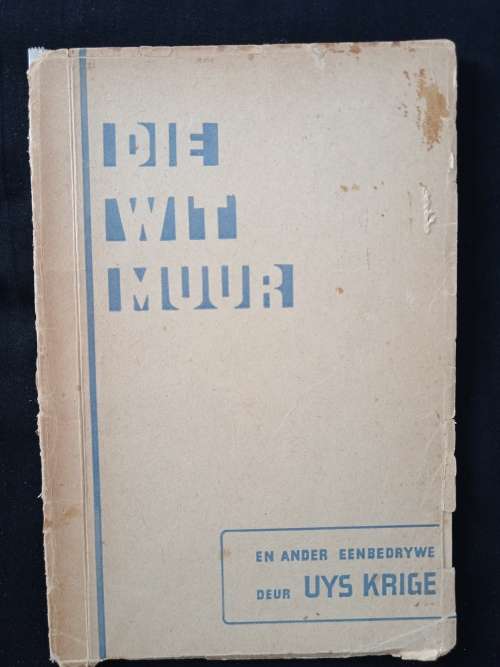 DIE
WIT
MUUR
EN ANDER EENBEDRYWE
DEUR UYS KRIGE